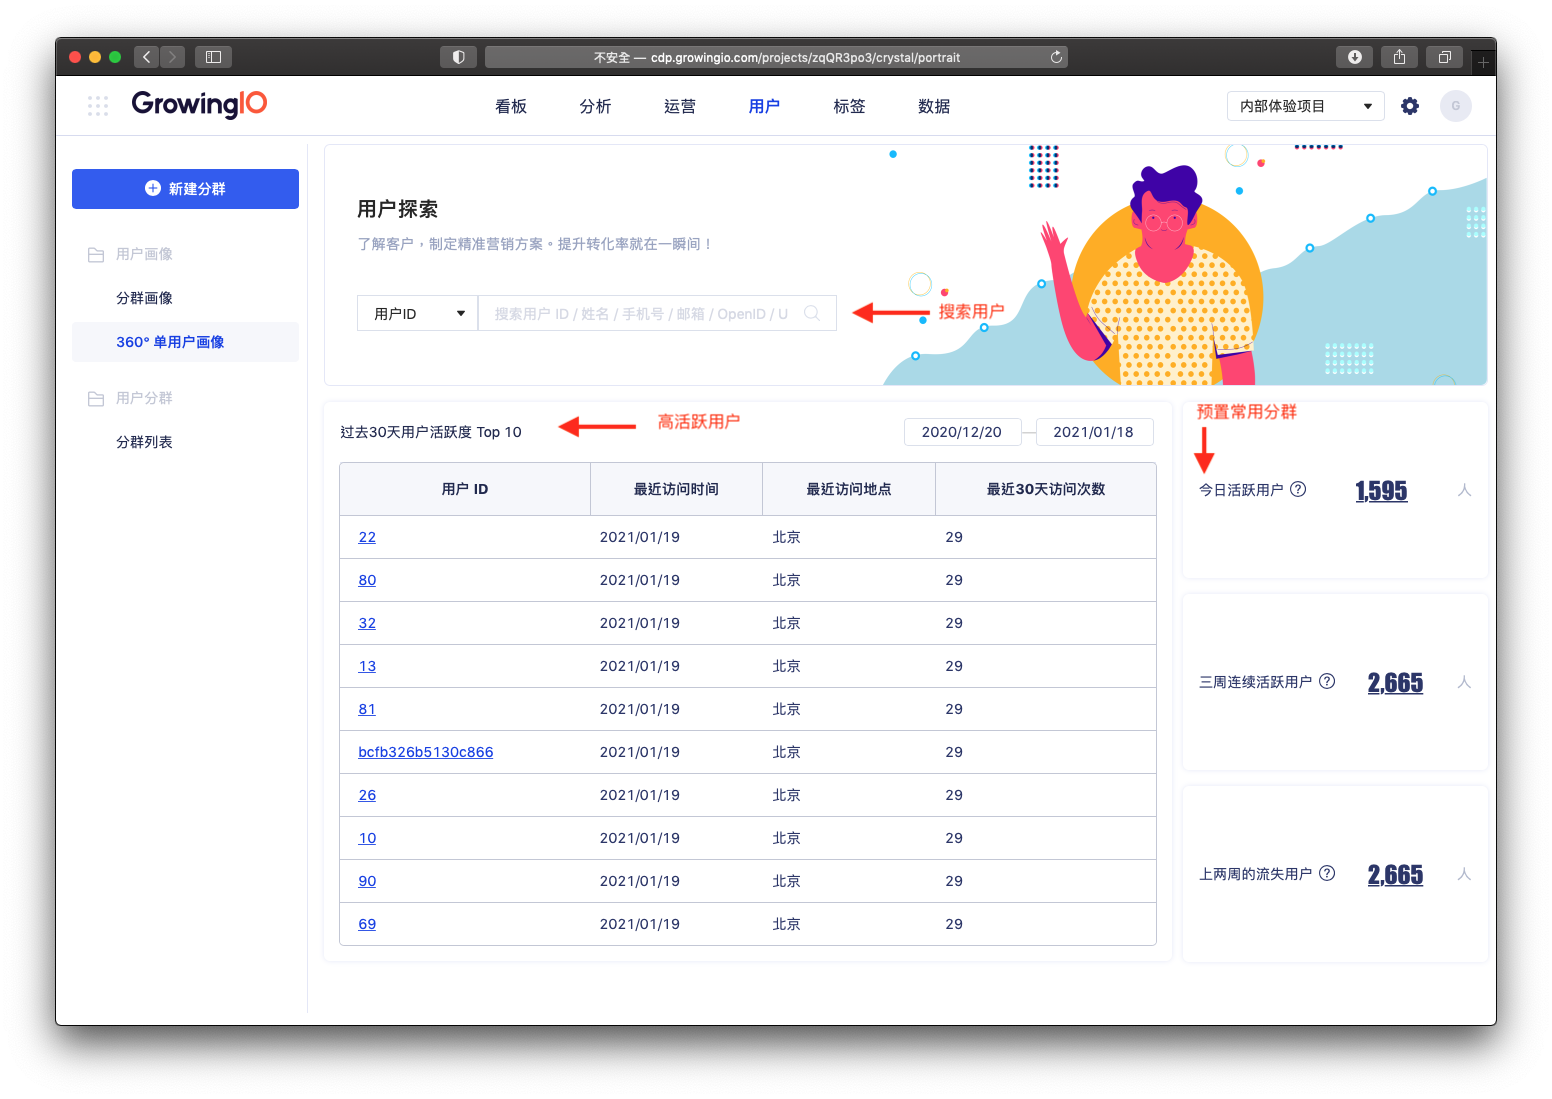 不安全 — cdp.growingio.com/projects/zqQR3po3/crystal/portrait
GrowingIO
看板
分析
运营
用户
标签
数据
内部体验项目
G
新建分群
用户画像
分群画像
360° 单用户画像
用户分群
分群列表
用户探索
了解客户，制定精准营销方案。提升转化率就在一瞬间！
用户ID
搜索用户 ID / 姓名 / 手机号 / 邮箱 / OpenID / U
搜索用户
过去30天用户活跃度 Top 10
高活跃用户
2020/12/20
2021/01/18
用户 ID 最近访问时间 最近访问地点 最近30天访问次数
22 2021/01/19 北京 29
80 2021/01/19 北京 29
32 2021/01/19 北京 29
13 2021/01/19 北京 29
81 2021/01/19 北京 29
bcfb326b5130c866 2021/01/19 北京 29
26 2021/01/19 北京 29
10 2021/01/19 北京 29
90 2021/01/19 北京 29
69 2021/01/19 北京 29
预置常用分群
今日活跃用户 1,595 人
三周连续活跃用户 2,665 人
上两周的流失用户 2,665 人